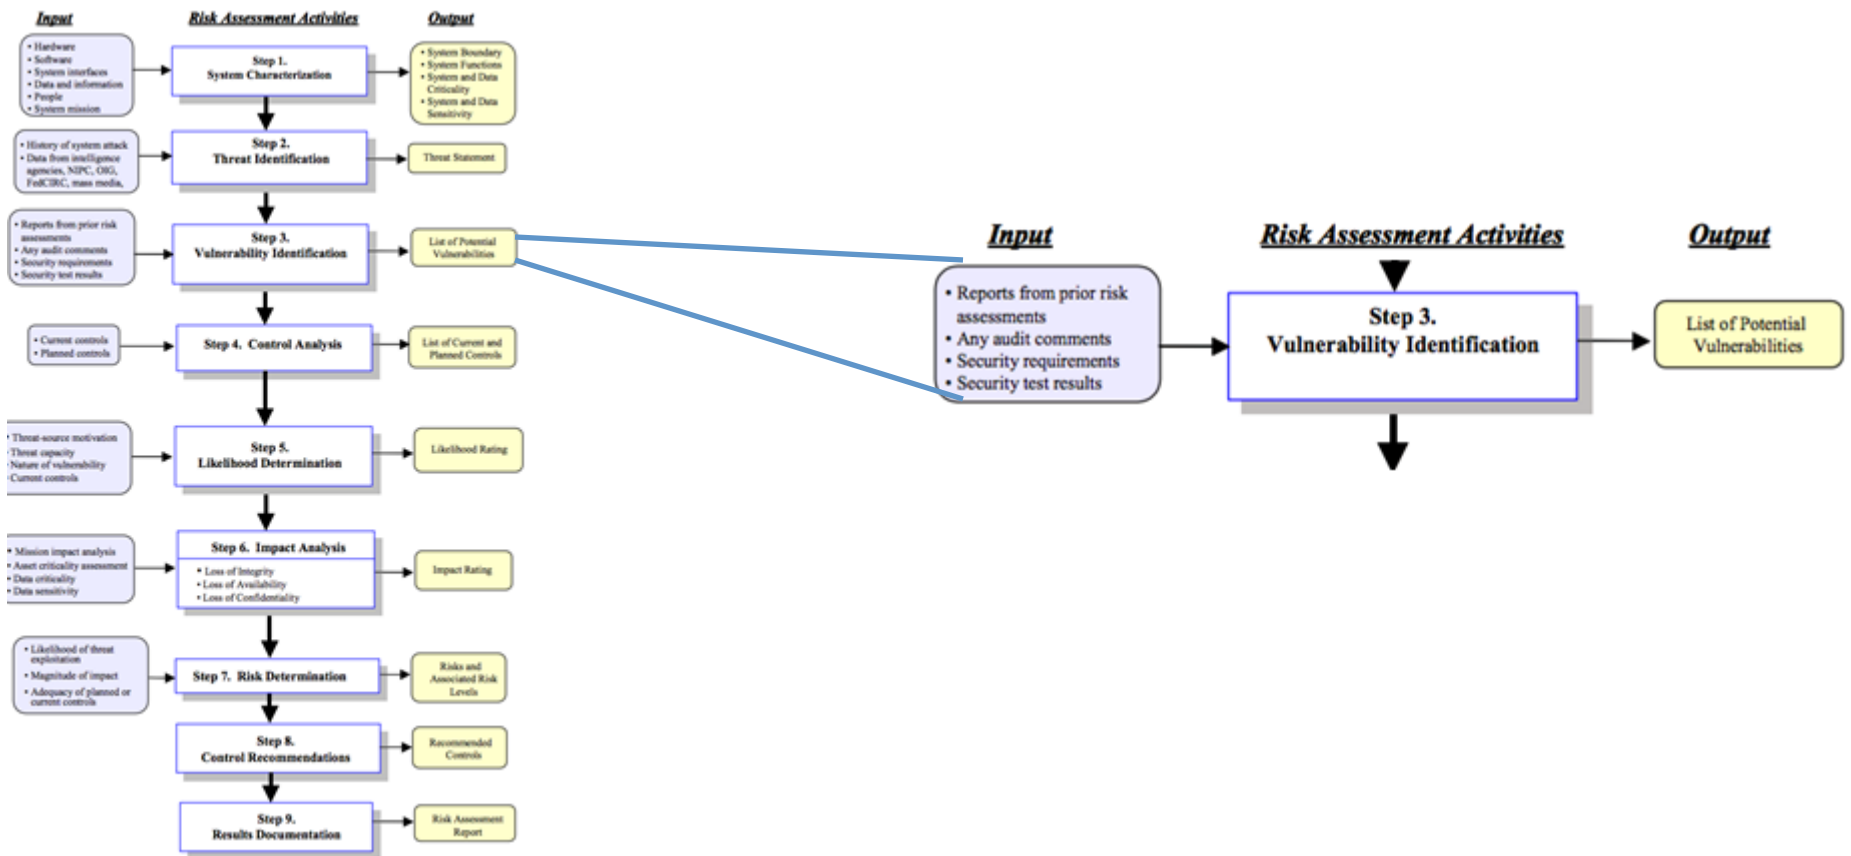 Input
Risk Assessment Activities
Output
• Hardware
• Software
• System interfaces
• Data and information
• People
• System mission
Step 1.
System Characterization
• System Boundary
• System Functions
• System and Data
Criticality
• System and Data
Sensitivity
• History of system attack
• Data from intelligence
agencies, NIPC, OIG,
FedCIRC, mass media,
Step 2.
Threat Identification
Threat Statement
• Reports from prior risk
assessments
• Any audit comments
• Security requirements
• Security test results
Step 3.
Vulnerability Identification
List of Potential
Vulnerabilities
• Current controls
• Planned controls
Step 4. Control Analysis
List of Current and
Planned Controls
• Threat-source motivation
• Threat capacity
• Nature of vulnerability
• Current controls
Step 5.
Likelihood Determination
Likelihood Rating
• Mission impact analysis
• Asset criticality assessment
• Data criticality
• Data sensitivity
Step 6. Impact Analysis
• Loss of Integrity
• Loss of Availability
• Loss of Confidentiality
Impact Rating
• Likelihood of threat
exploitation
• Magnitude of impact
• Adequacy of planned or
current controls
Step 7. Risk Determination
Risks and
Associated Risk
Levels
Step 8.
Control Recommendations
Recommended
Controls
Step 9.
Results Documentation
Risk Assessment
Report
Input
Risk Assessment Activities
Output
• Reports from prior risk
assessments
• Any audit comments
• Security requirements
• Security test results
Step 3.
Vulnerability Identification
List of Potential
Vulnerabilities